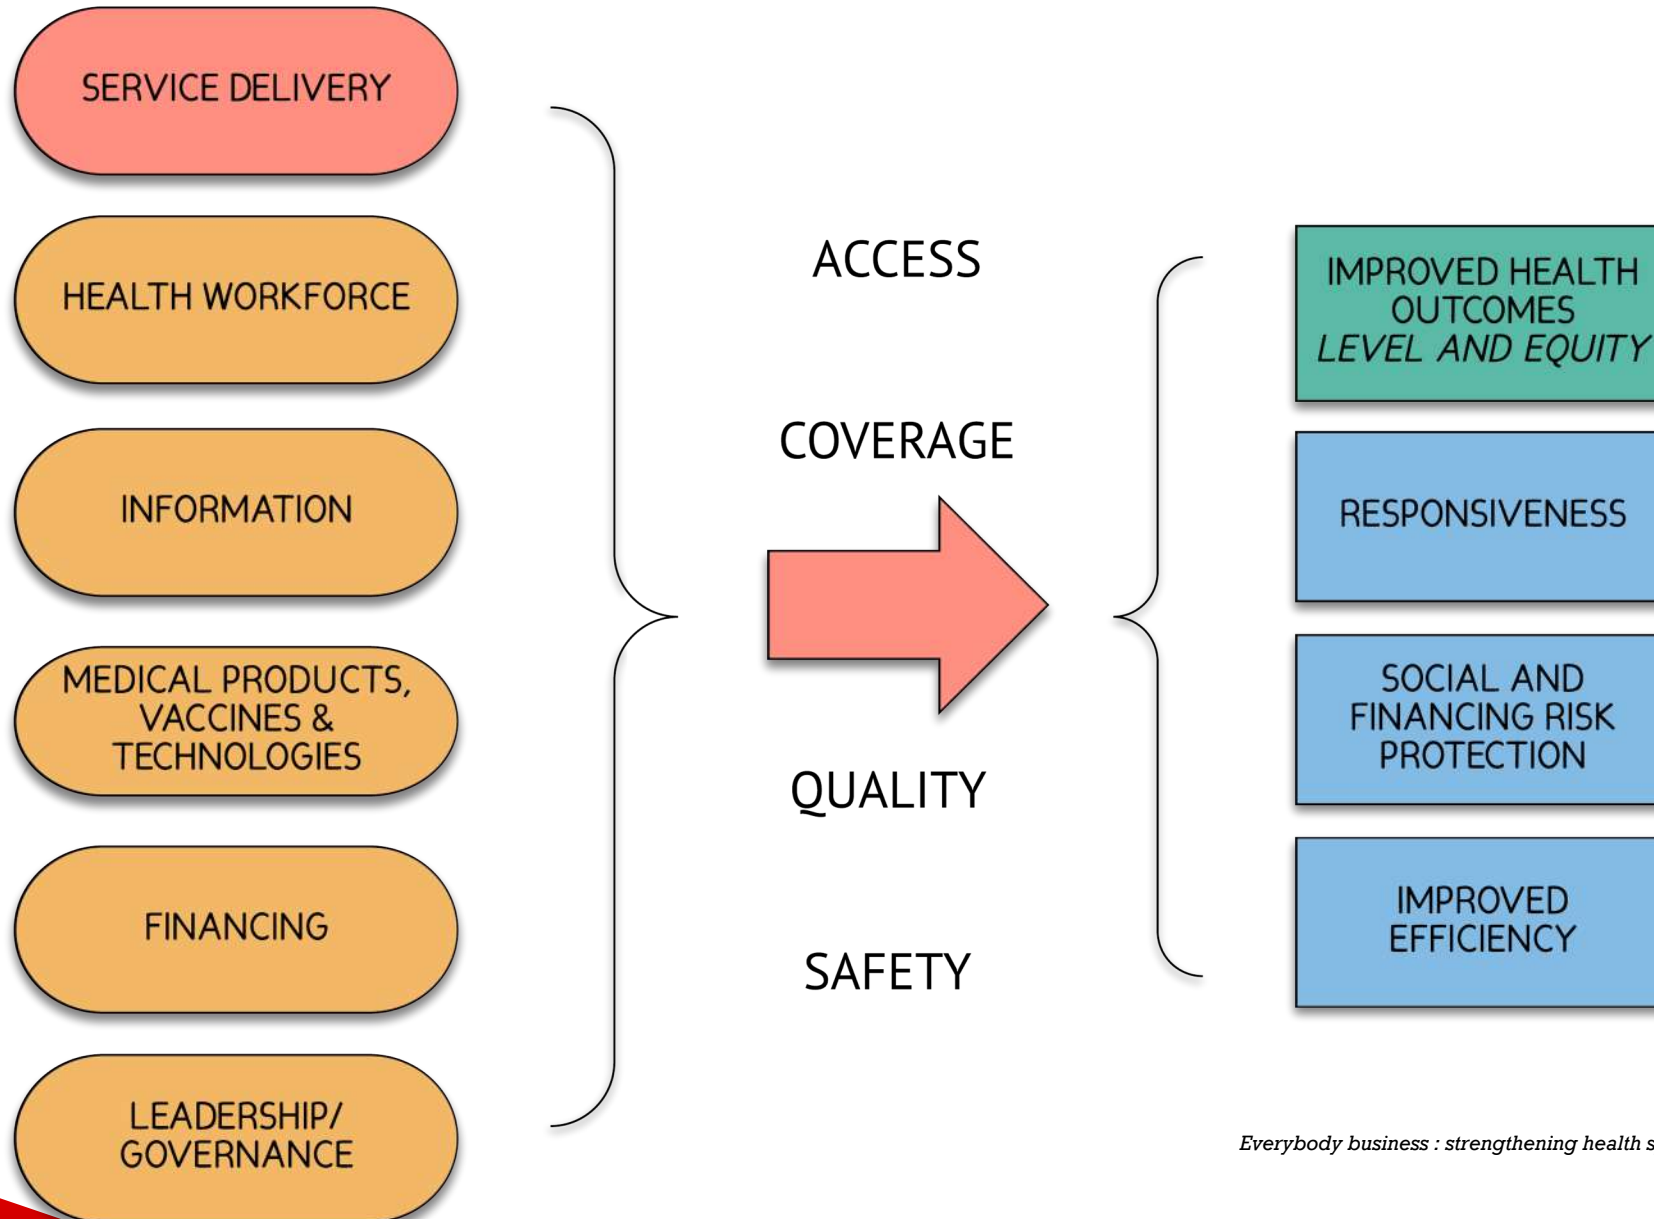 SERVICE DELIVERY
HEALTH WORKFORCE
INFORMATION
MEDICAL PRODUCTS,
VACCINES &
TECHNOLOGIES
FINANCING
LEADERSHIP/
GOVERNANCE
ACCESS
COVERAGE
QUALITY
SAFETY
IMPROVED HEALTH
OUTCOMES
LEVEL AND EQUITY
RESPONSIVENESS
SOCIAL AND
FINANCING RISK
PROTECTION
IMPROVED
EFFICIENCY
Everybody business : strengthening health s